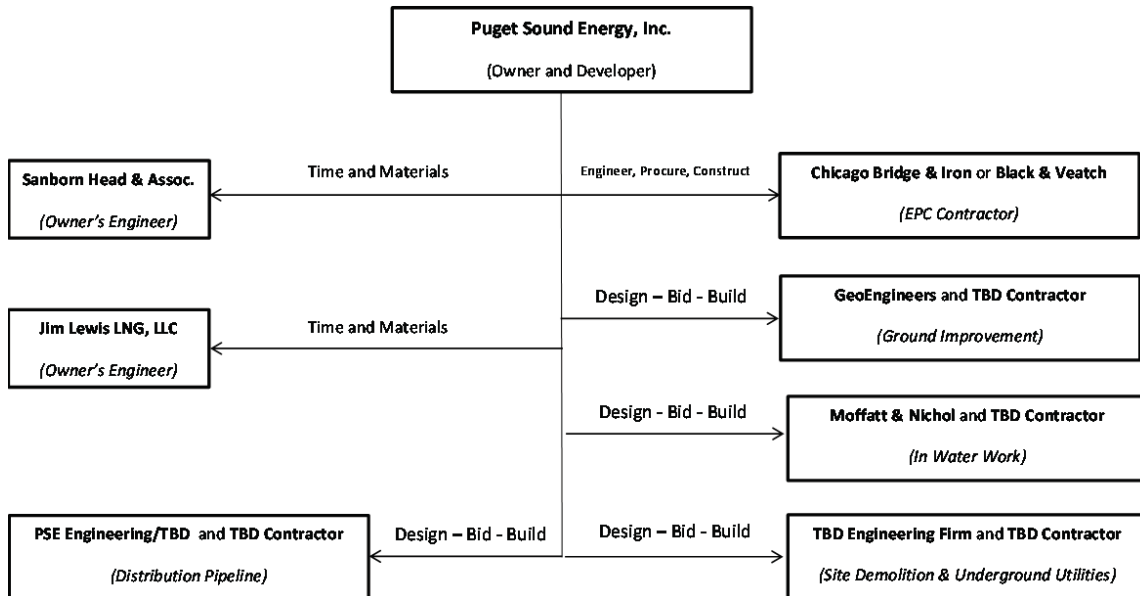 Puget Sound Energy, Inc.
(Owner and Developer)
Sanborn Head & Assoc.
(Owner's Engineer)
Time and Materials
Engineer, Procure, Construct
Chicago Bridge & Iron or Black & Veatch
(EPC Contractor)
Design – Bid - Build
GeoEngineers and TBD Contractor
(Ground Improvement)
Jim Lewis LNG, LLC
(Owner's Engineer)
Time and Materials
Design - Bid - Build
Moffatt & Nichol and TBD Contractor
(In Water Work)
PSE Engineering/TBD and TBD Contractor
(Distribution Pipeline)
Design – Bid - Build
Design – Bid - Build
TBD Engineering Firm and TBD Contractor
(Site Demolition & Underground Utilities)